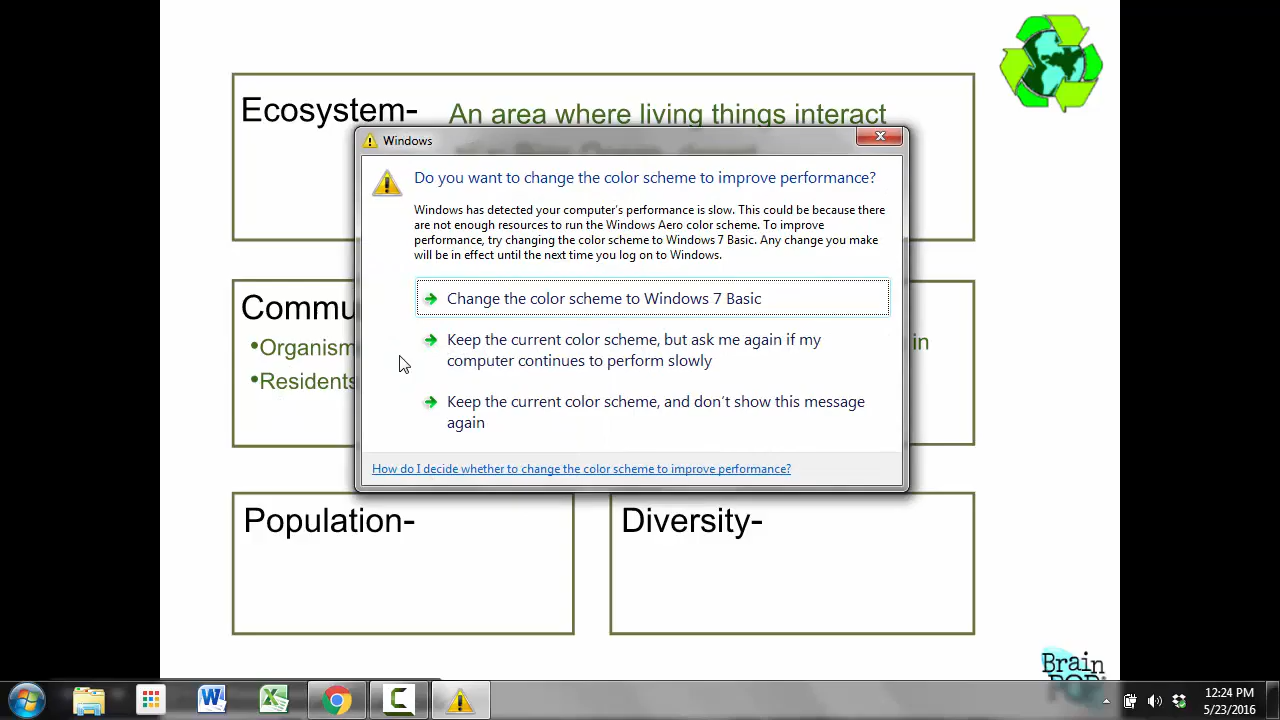 Ecosystem-
An area where living things interact
Windows
Do you want to change the color scheme to improve performance?
Windows has detected your computer's performance is slow. This could be because there
are not enough resources to run the Windows Aero color scheme. To improve
performance, try changing the color scheme to Windows 7 Basic. Any change you make
will be in effect until the next time you log on to Windows.
Change the color scheme to Windows 7 Basic
Keep the current color scheme, but ask me again if my
computer continues to perform slowly
Keep the current color scheme, and don't show this message
again
How do I decide whether to change the color scheme to improve performance?
Commu
•Organism
•Residents
in
Population-
Diversity-
Brain
12:24 PM
5/23/2016